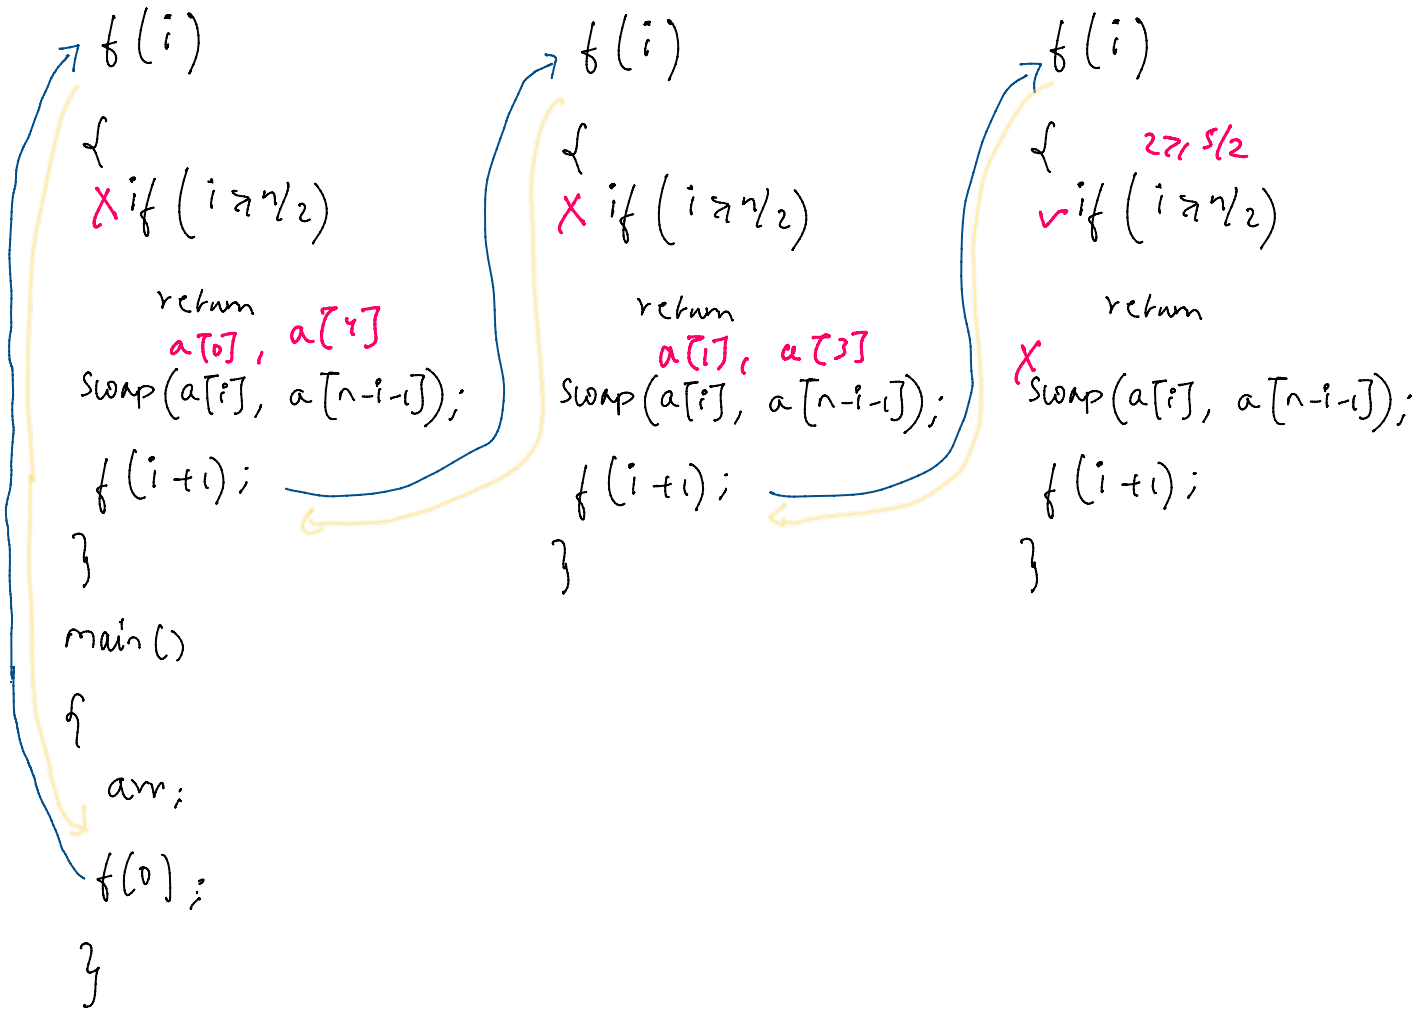 f(i)
{
X if (i ≥ n/2)
return
a[0], a[4]
swap(a[i], a[n-i-1]);
f(i+1);
}
main()
{
arr;
f(0);
}
f(i)
{
X if (i ≥ n/2)
return
a[1], a[3]
swap(a[i], a[n-i-1]);
f(i+1);
}
f(i)
{
2 ≥ 5/2
✓ if (i ≥ n/2)
return
X
swap(a[i], a[n-i-1]);
f(i+1);
}